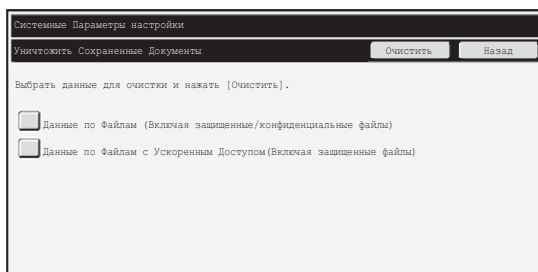 Системные Параметры настройки
Уничтожить Сохраненные Документы Очистить Назад
Выбрать данные для очистки и нажать [Очистить].
Данные по Файлам (Включая защищенные/конфиденциальные файлы)
Данные по Файлам с Ускоренным Доступом(Включая защищенные файлы)